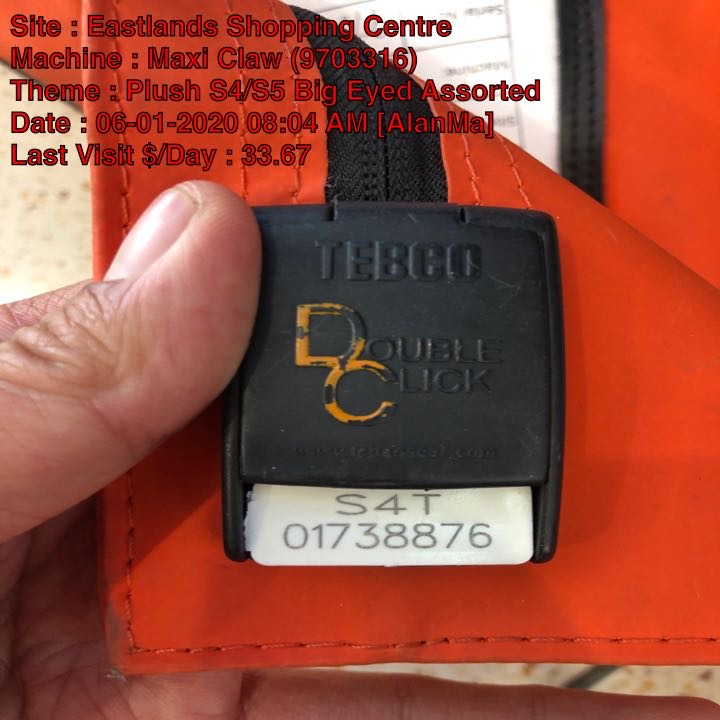 Site : Eastlands Shopping Centre
Machine : Maxi Claw (9703316)
Theme : Plush S4/S5 Big Eyed Assorted
Date : 06-01-2020 08:04 AM [AlanMa]
Last Visit $/Day : 33.67
TEBCO
DOUBLE
CLICK
S4T
01738876